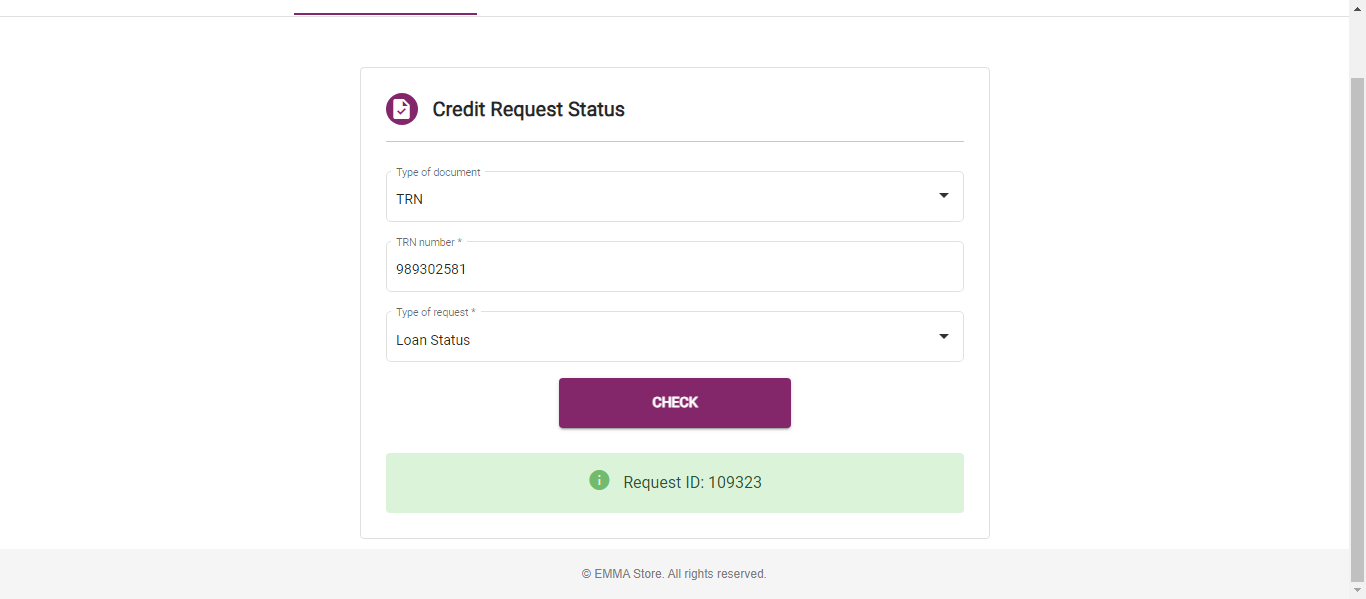 Credit Request Status
Type of document
TRN
TRN number *
989302581
Type of request *
Loan Status
CHECK
Request ID: 109323
© EMMA Store. All rights reserved.